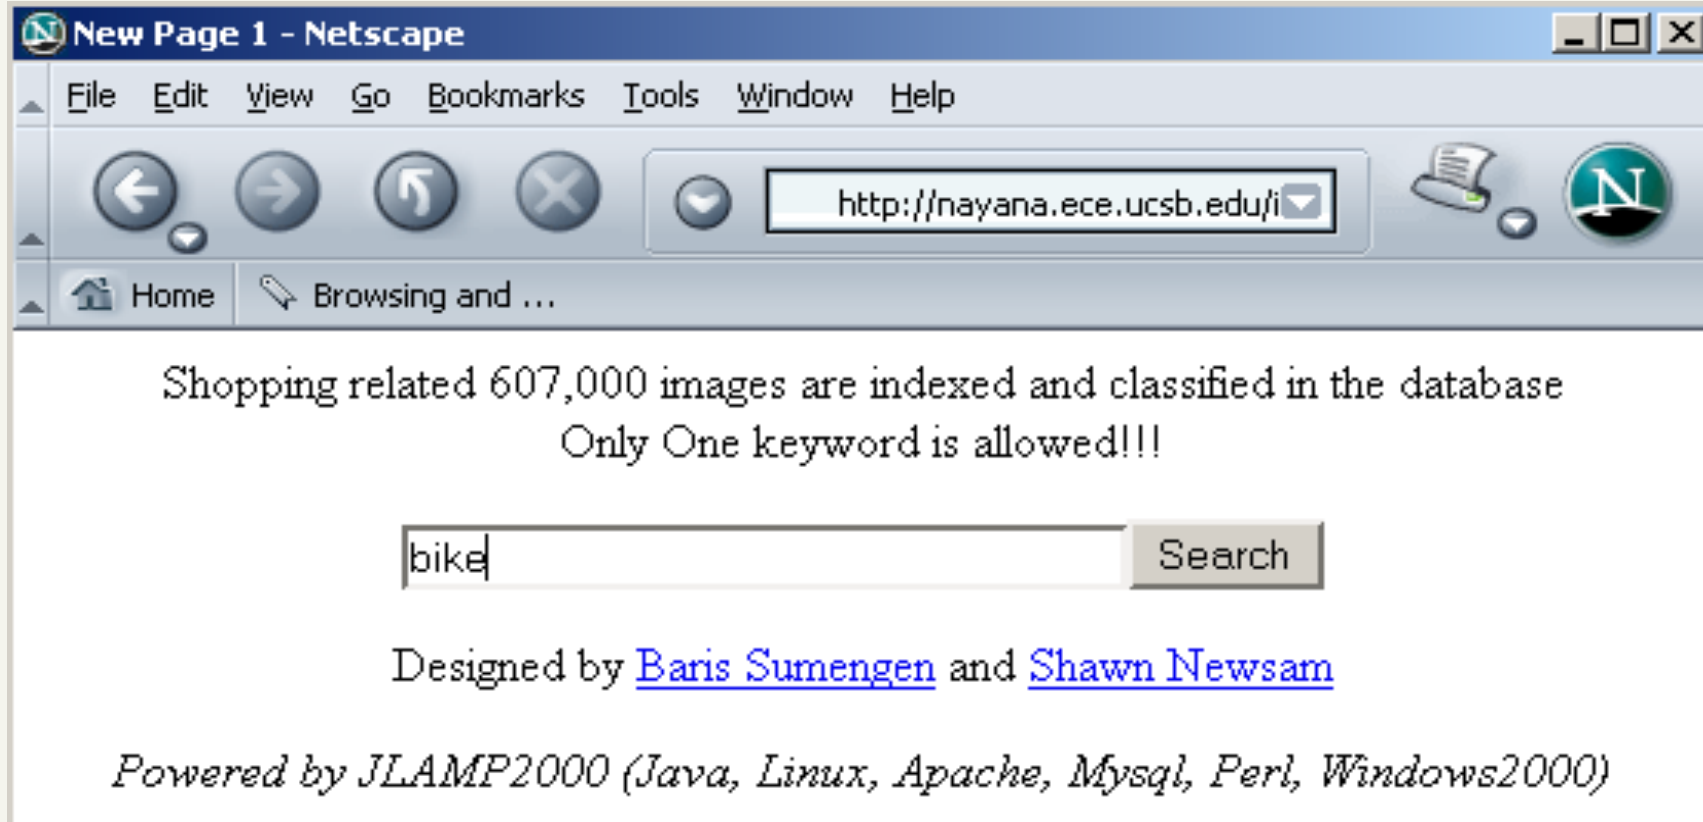 New Page 1 - Netscape
File Edit View Go Bookmarks Tools Window Help
http://nayana.ece.ucsb.edu/i
N
Home Browsing and ...
Shopping related 607,000 images are indexed and classified in the database
Only One keyword is allowed!!!
bike Search
Designed by Baris Sumengen and Shawn Newsam
Powered by JLAMP2000 (Java, Linux, Apache, Mysql, Perl, Windows2000)